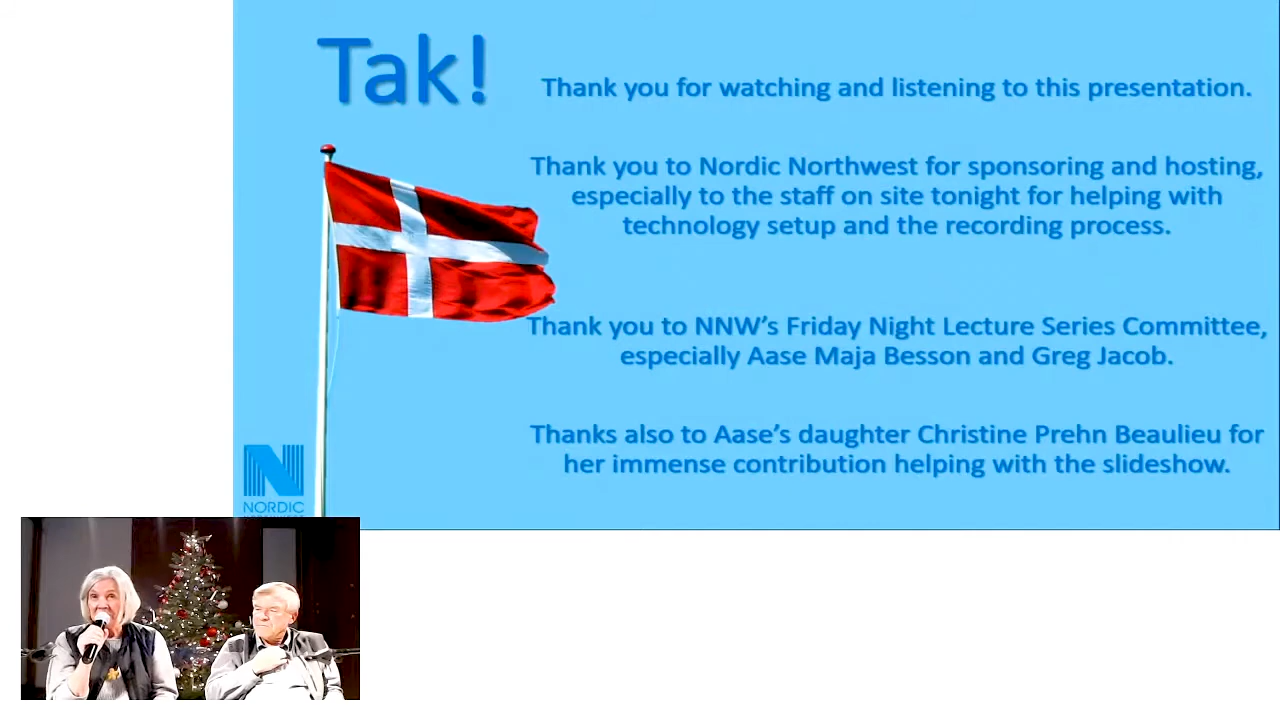 Tak!
Thank you for watching and listening to this presentation.
Thank you to Nordic Northwest for sponsoring and hosting,
especially to the staff on site tonight for helping with
technology setup and the recording process.
Thank you to NNW’s Friday Night Lecture Series Committee,
especially Aase Maja Besson and Greg Jacob.
Thanks also to Aase’s daughter Christine Prehn Beaulieu for
her immense contribution helping with the slideshow.
N
NORDIC